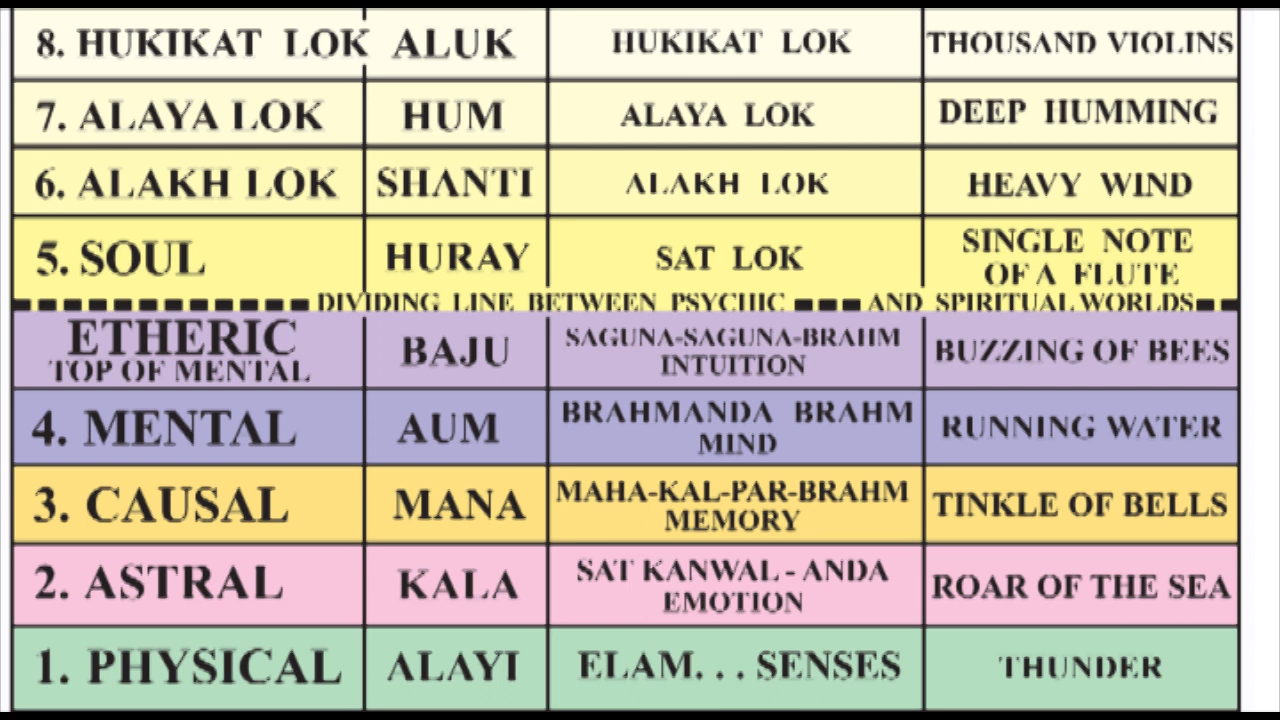 8. HUKIKAT LOK ALUK HUKIKAT LOK THOUSAND VIOLINS
7. ALAYA LOK HUM ALAYA LOK DEEP HUMMING
6. ALAKH LOK SHANTI ALAKH LOK HEAVY WIND
5. SOUL HURAY SAT LOK SINGLE NOTE
OF A FLUTE
DIVIDING LINE BETWEEN PSYCHIC AND SPIRITUAL WORLDS
ETHERIC
TOP OF MENTAL
BAJU
SAGUNA-SAGUNA-BRAHM
INTUITION
BUZZING OF BEES
4. MENTAL AUM BRAHMANDA BRAHM
MIND
RUNNING WATER
3. CAUSAL MANA MAHA-KAL-PAR-BRAHM
MEMORY
TINKLE OF BELLS
2. ASTRAL KALA SAT KANWAL - ANDA
EMOTION
ROAR OF THE SEA
1. PHYSICAL ALAYI ELAM. . . SENSES THUNDER